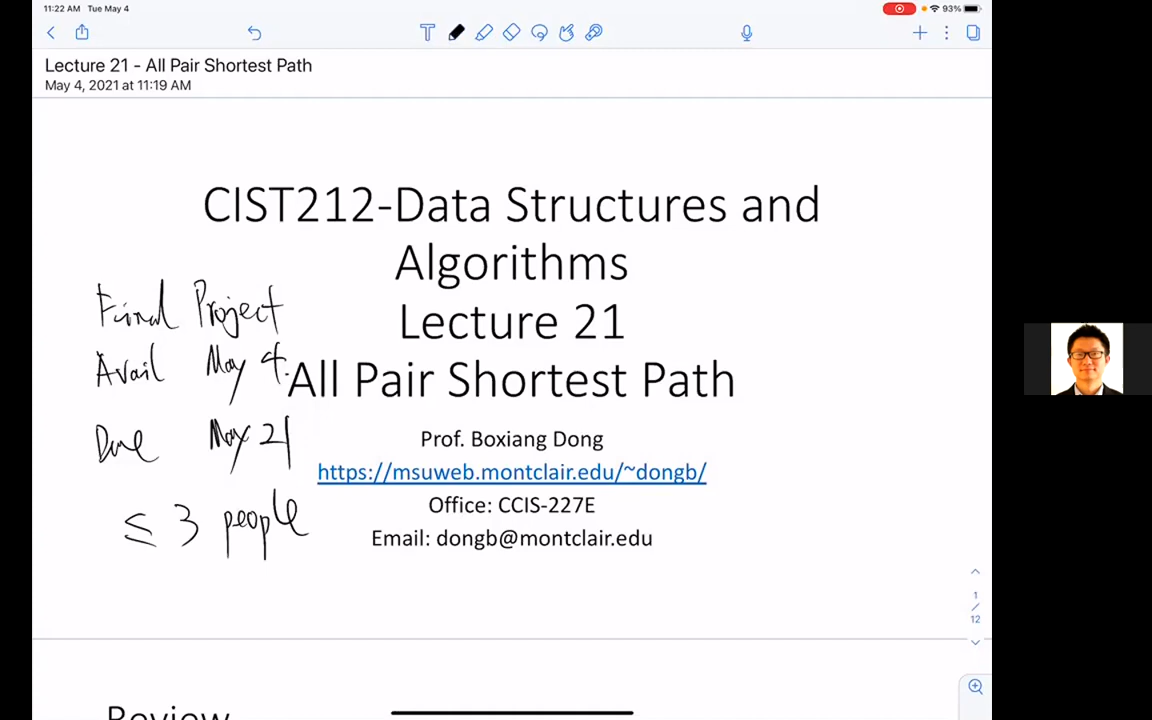 11:22 AM Tue May 4
93%
Lecture 21 - All Pair Shortest Path
May 4, 2021 at 11:19 AM
CIST212-Data Structures and
Algorithms
Lecture 21
All Pair Shortest Path
Final Project
Avail May 4.
Due May 21
≤ 3 people
Prof. Boxiang Dong
https://msuweb.montclair.edu/~dongb/
Office: CCIS-227E
Email: dongb@montclair.edu
1
/
12
Review